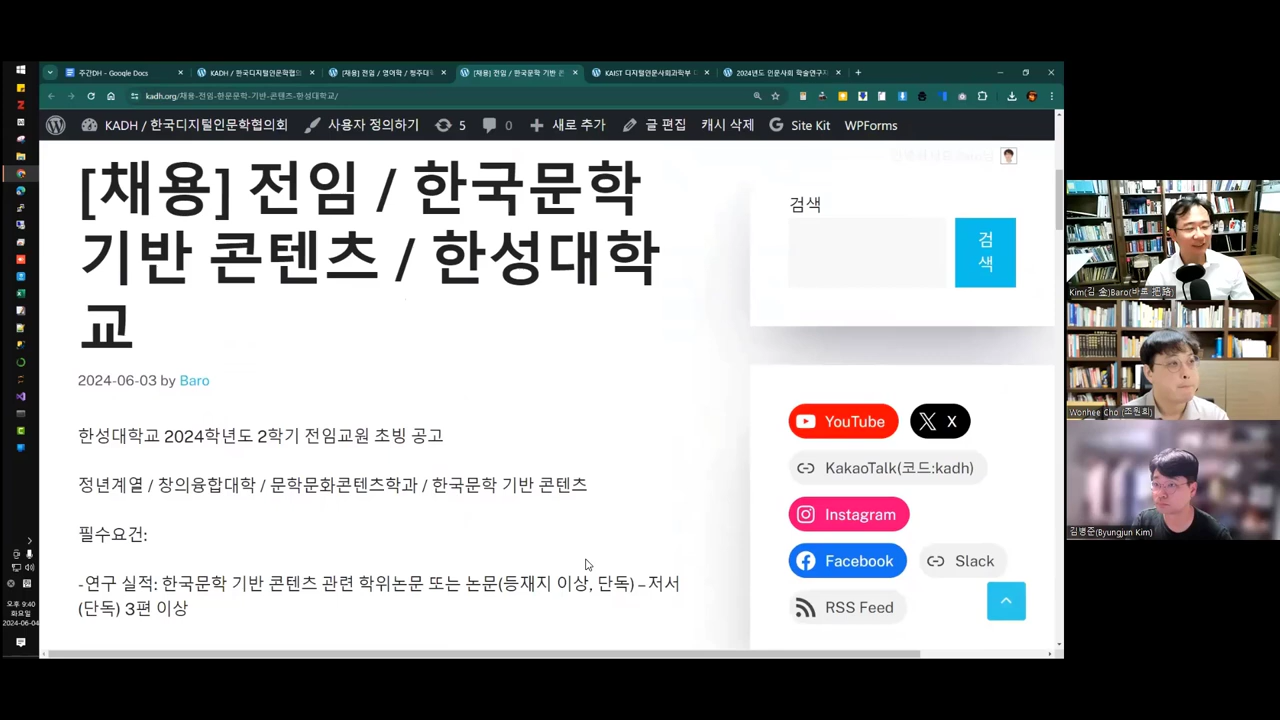 주간DH - Google Docs
KADH / 한국디지털인문학협의
[채용] 전임 / 영어학 / 청주대
[채용] 전임 / 한국문학 기반 콘
KAIST 디지털인문사회과학부
2024년도 인문사회 학술연구
kadh.org/채용-전임-한문문학-기반-콘텐츠-한성대학교/
KADH / 한국디지털인문학협의회
사용자 정의하기
5
0
새로 추가
글 편집
캐시 삭제
Site Kit
WPForms
[채용] 전임 / 한국문학
기반 콘텐츠 / 한성대학
교
2024-06-03 by Baro
한성대학교 2024학년도 2학기 전임교원 초빙 공고
정년계열 / 창의융합대학 / 문학문화콘텐츠학과 / 한국문학 기반 콘텐츠
필수요건:
-연구 실적: 한국문학 기반 콘텐츠 관련 학위논문 또는 논문(등재지 이상, 단독) – 저서
(단독) 3편 이상
검색
검
색
YouTube
X
KakaoTalk(코드:kadh)
Instagram
Facebook
Slack
RSS Feed
Kim(김 金)Baro(바로 把路)
Wonhee Cho (조원희)
김병준(Byungjun Kim)
오후 9:40
화요일
2024-06-04